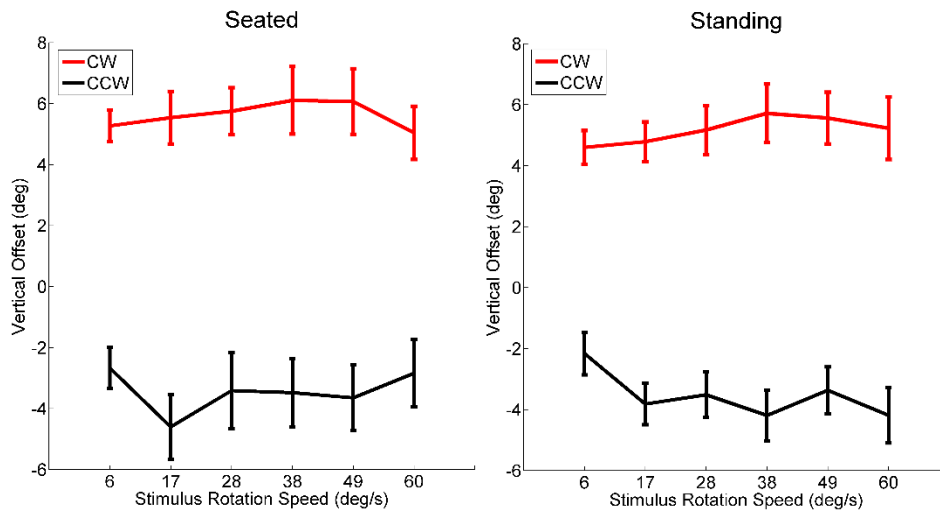 Seated
CW
CCW
Vertical Offset (deg)
8
6
4
2
0
-2
-4
-6
6 17 28 38 49 60
Stimulus Rotation Speed (deg/s)
Standing
CW
CCW
Vertical Offset (deg)
8
6
4
2
0
-2
-4
-6
6 17 28 38 49 60
Stimulus Rotation Speed (deg/s)